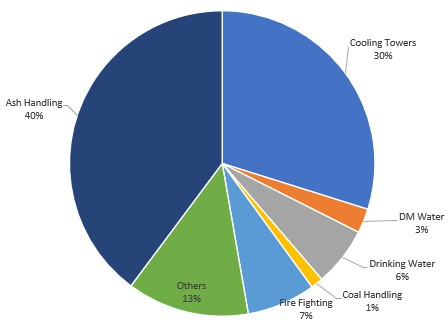 Cooling Towers
30%
Ash Handling
40%
DM Water
3%
Drinking Water
6%
Coal Handling
1%
Others
13%
Fire Fighting
7%